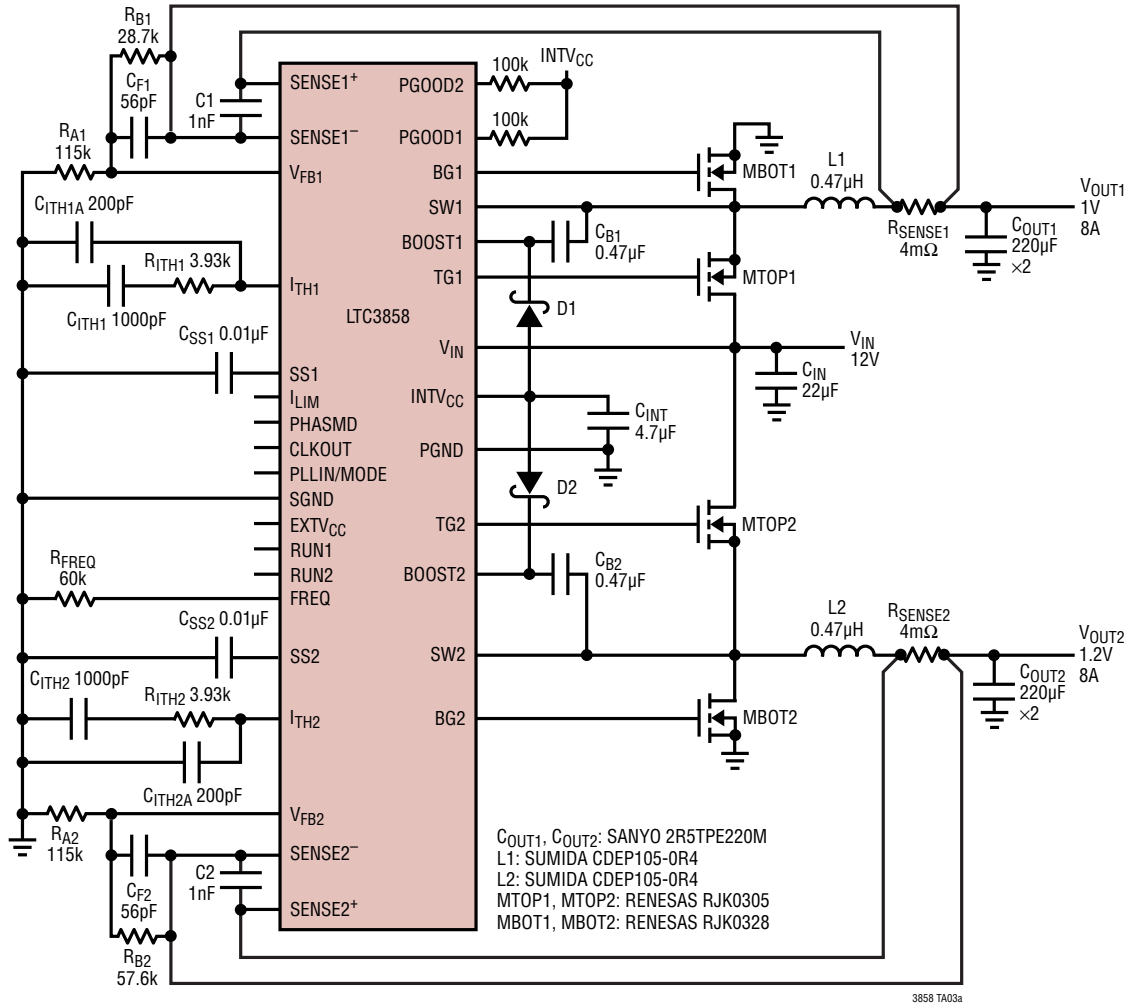 RB1
28.7k
CF1
56pF
RA1
115k
C1
1nF
CITH1A 200pF
RITH1 3.93k
CITH1 1000pF
CSS1 0.01µF
RFREQ
60k
CSS2 0.01µF
CITH2 1000pF
RITH2 3.93k
CITH2A 200pF
RA2
115k
CF2
56pF
C2
1nF
RB2
57.6k
SENSE1+
SENSE1–
VFB1
ITH1
LTC3858
SS1
ILIM
PHASMD
CLKOUT
PLLIN/MODE
SGND
EXTVCC
RUN1
RUN2
FREQ
SS2
ITH2
VFB2
SENSE2–
SENSE2+
PGOOD2
PGOOD1
BG1
SW1
BOOST1
TG1
VIN
INTVCC
PGND
TG2
BOOST2
SW2
BG2
100k
INTVCC
100k
MBOT1
L1
0.47µH
RSENSE1
4mΩ
VOUT1
1V
8A
COUT1
220µF
×2
CB1
0.47µF
MTOP1
D1
VIN
12V
CIN
22µF
CINT
4.7µF
D2
MTOP2
CB2
0.47µF
L2
0.47µH
RSENSE2
4mΩ
VOUT2
1.2V
8A
COUT2
220µF
×2
MBOT2
COUT1, COUT2: SANYO 2R5TPE220M
L1: SUMIDA CDEP105-0R4
L2: SUMIDA CDEP105-0R4
MTOP1, MTOP2: RENESAS RJK0305
MBOT1, MBOT2: RENESAS RJK0328
3858 TA03a